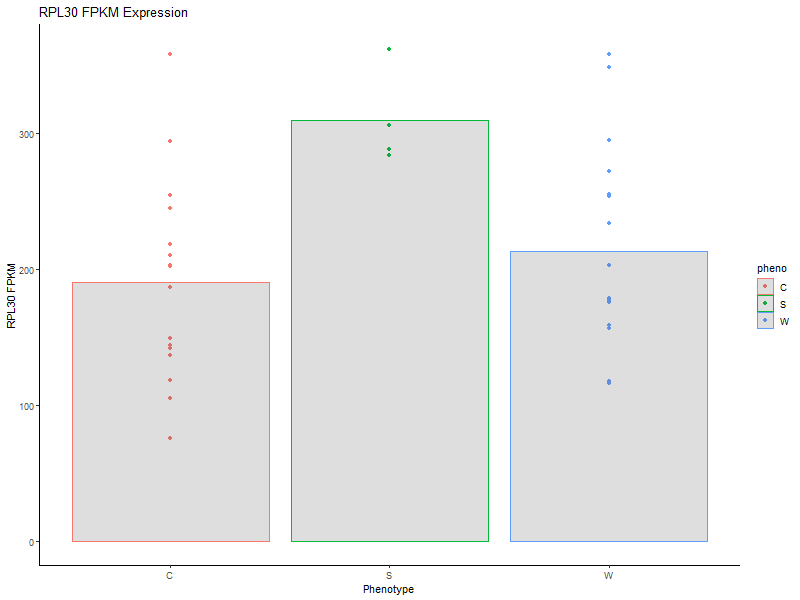 RPL30 FPKM Expression
300
200
100
0
RPL30 FPKM
C
S
W
Phenotype
pheno
C
S
W